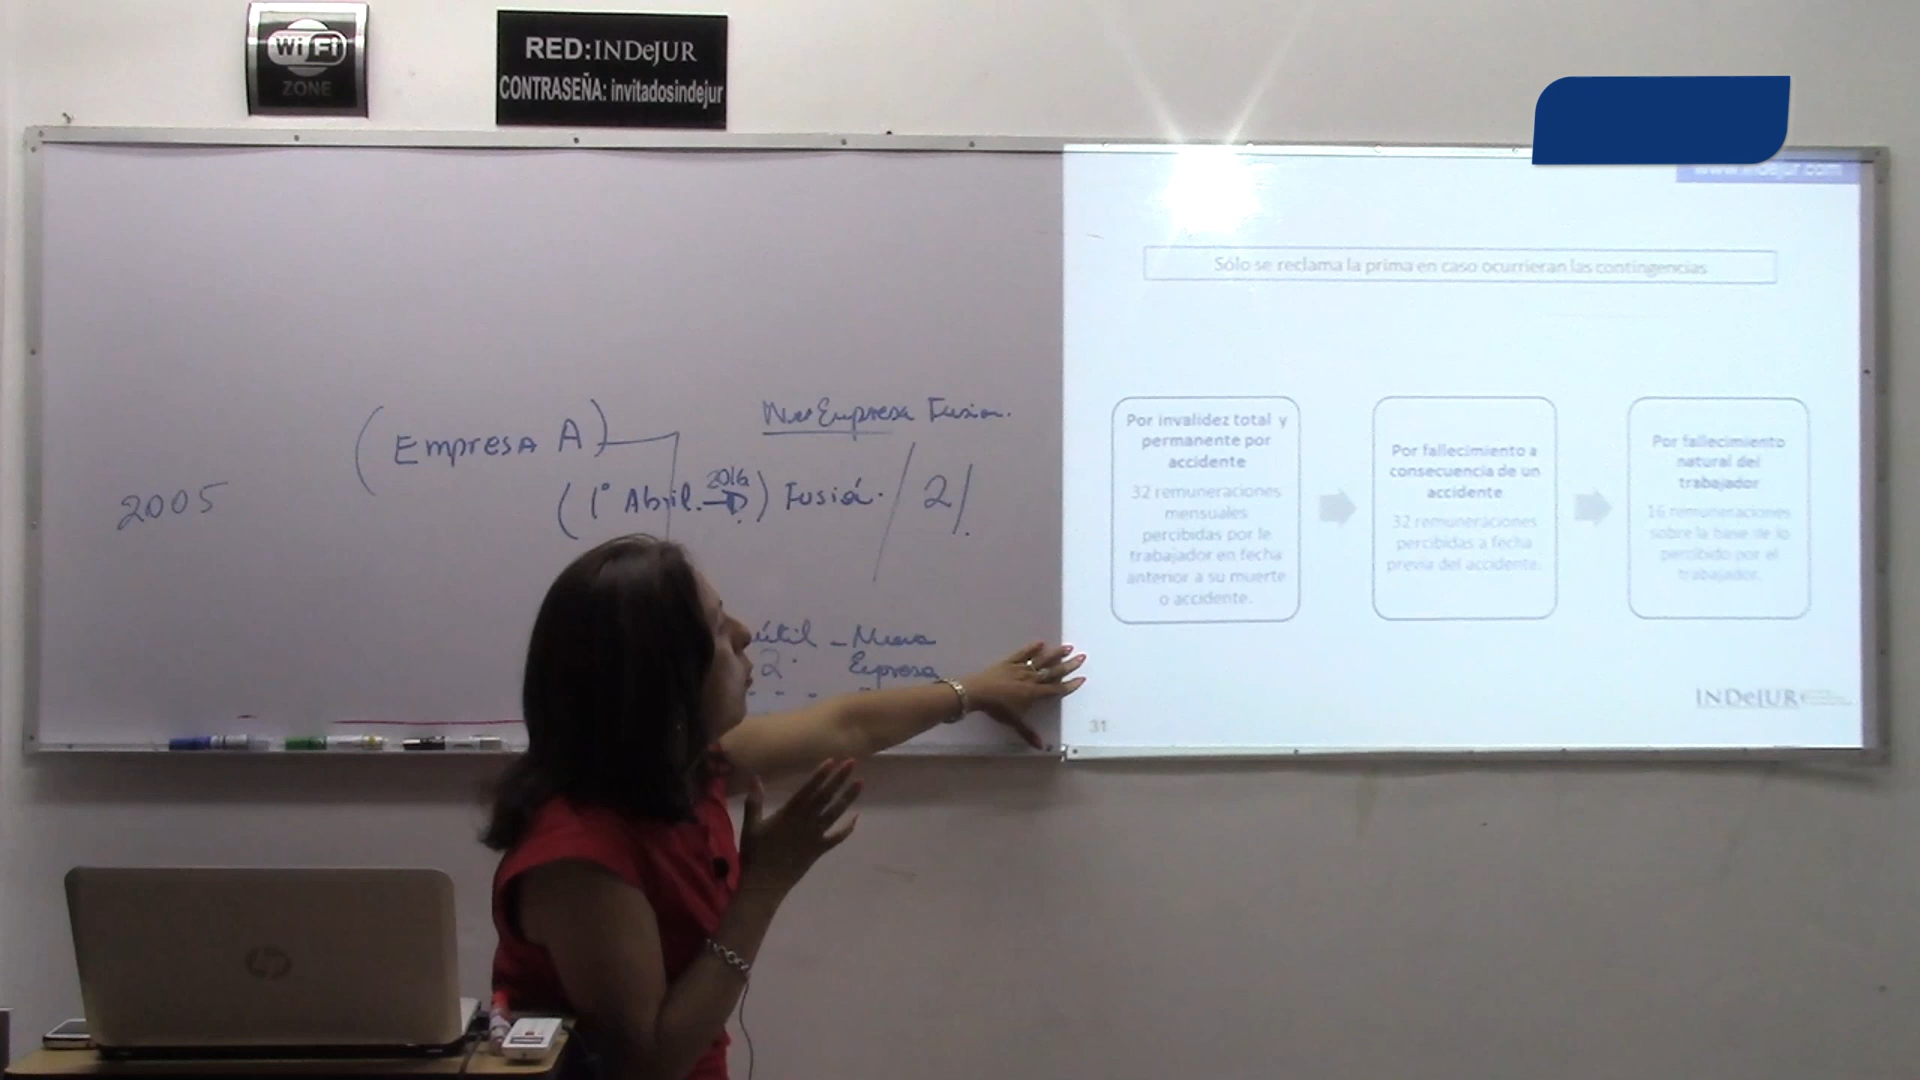 WiFi
ZONE
RED:INDeJUR
CONTRASEÑA: invitadosindejur
www.indejur.com
Sólo se reclama la prima en caso ocurrieran las contingencias
Por invalidez total y
permanente por
accidente
32 remuneraciones
mensuales
percibidas por le
trabajador en fecha
anterior a su muerte
o accidente.
Por fallecimiento a
consecuencia de un
accidente
32 remuneraciones
percibidas a fecha
previa del accidente.
Por fallecimiento
natural del
trabajador
16 remuneraciones
sobre la base de lo
percibido por el
trabajador.
INDeJUR
31
2005
(Empresa A)
Empresa Fusion.
2016
(1° Abril. → D.) Fusión. / 2/.
útil - Nueva
2. Empresa
hp